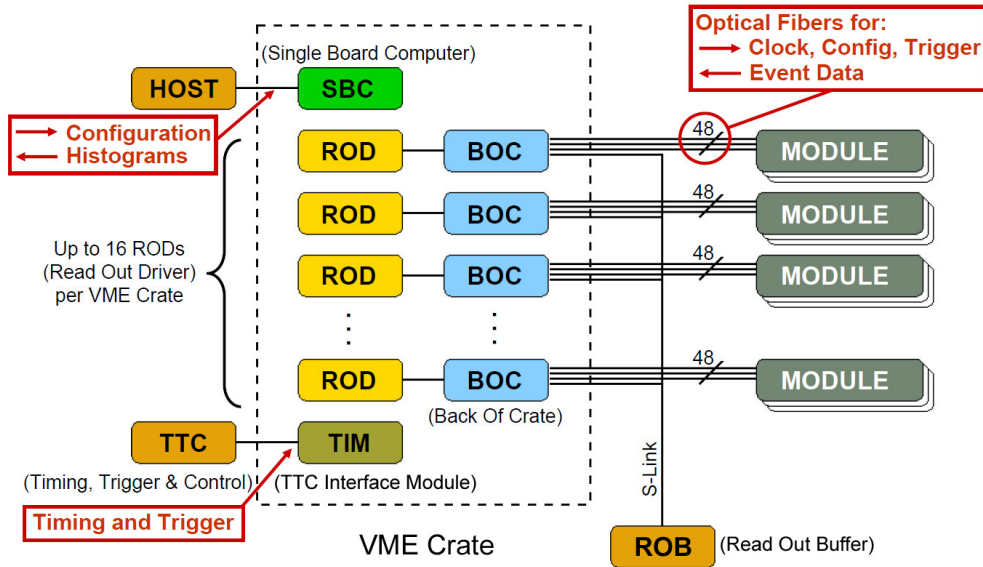 Optical Fibers for:
Clock, Config, Trigger
Event Data
(Single Board Computer)
HOST
SBC
Configuration
Histograms
ROD
BOC
48
MODULE
ROD
BOC
48
MODULE
Up to 16 RODs
(Read Out Driver)
per VME Crate
ROD
BOC
48
MODULE
ROD
BOC
48
MODULE
(Back Of Crate)
TTC
TIM
(Timing, Trigger & Control)
(TTC Interface Module)
S-Link
Timing and Trigger
VME Crate
ROB
(Read Out Buffer)